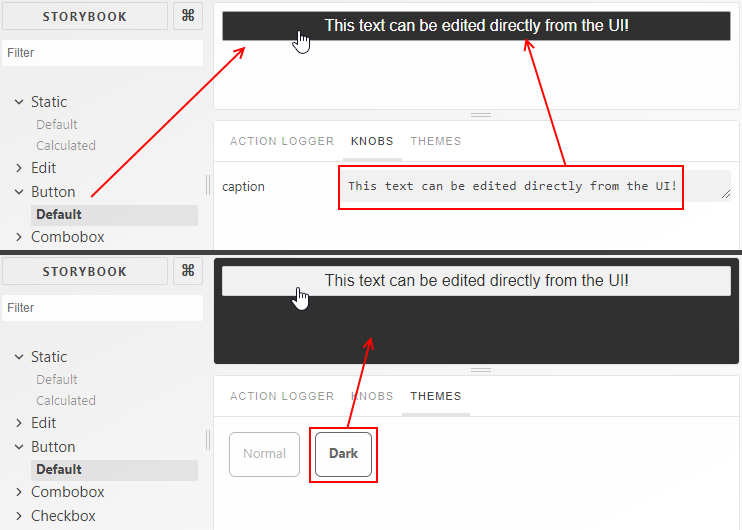 STORYBOOK ⌘
Filter
Static
Default
Calculated
Edit
Button
Default
Combobox
This text can be edited directly from the UI!
ACTION LOGGER KNOBS THEMES
caption This text can be edited directly from the UI!
STORYBOOK ⌘
Filter
Static
Default
Calculated
Edit
Button
Default
Combobox
Checkbox
This text can be edited directly from the UI!
ACTION LOGGER KNOBS THEMES
Normal Dark